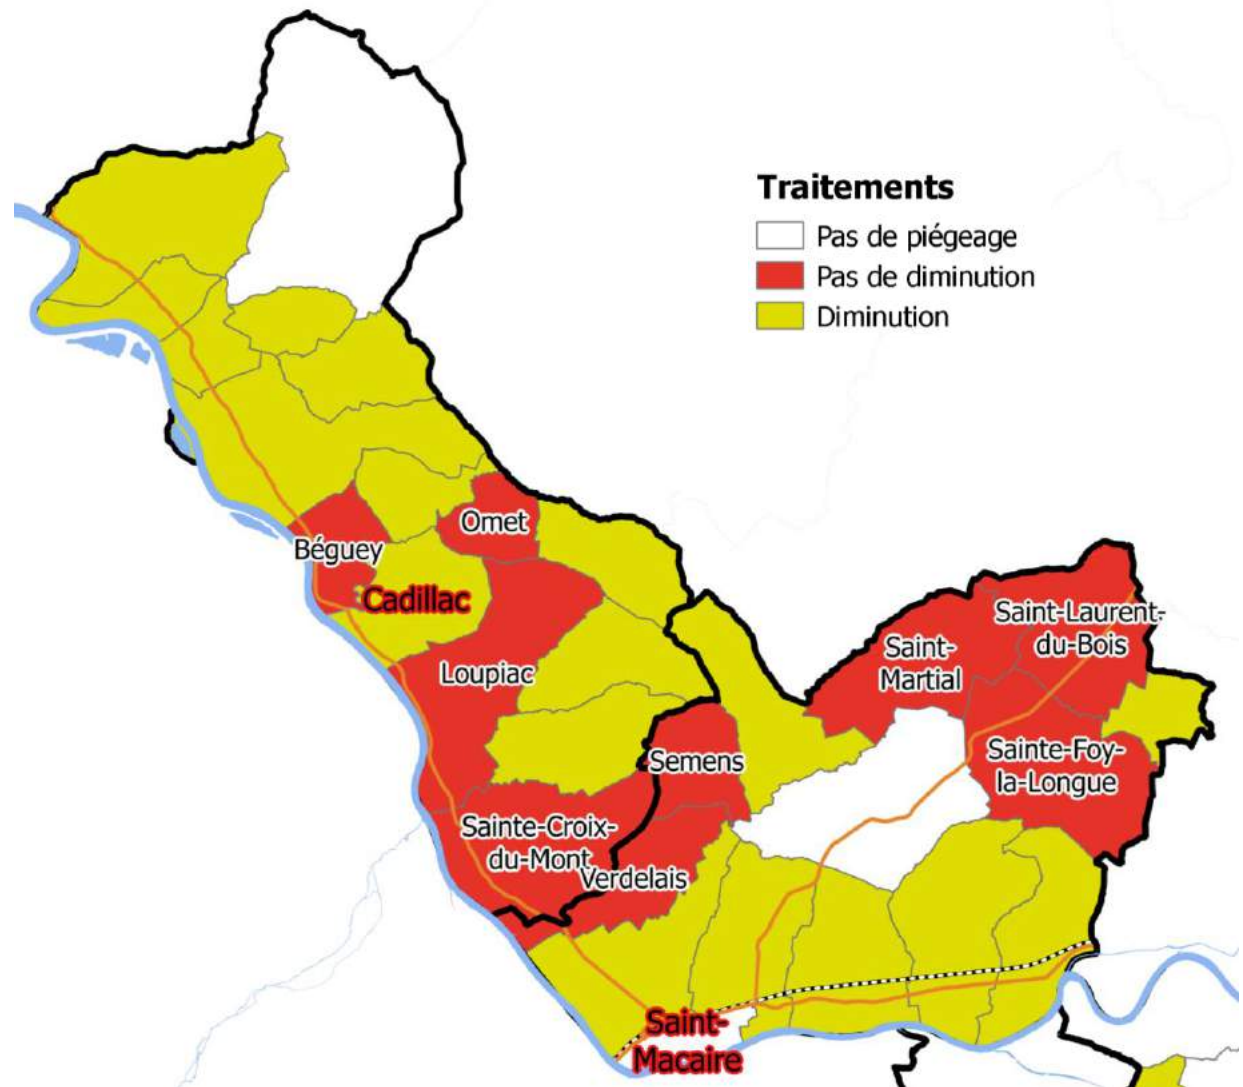 Traitements
Pas de piégeage
Pas de diminution
Diminution
Omet
Béguey
Cadillac
Saint-Laurent-
du-Bois
Saint-
Martial
Loupiac
Semens
Sainte-Foy-
la-Longue
Sainte-Croix-
du-Mont
Verdelais
Saint-
Macaire